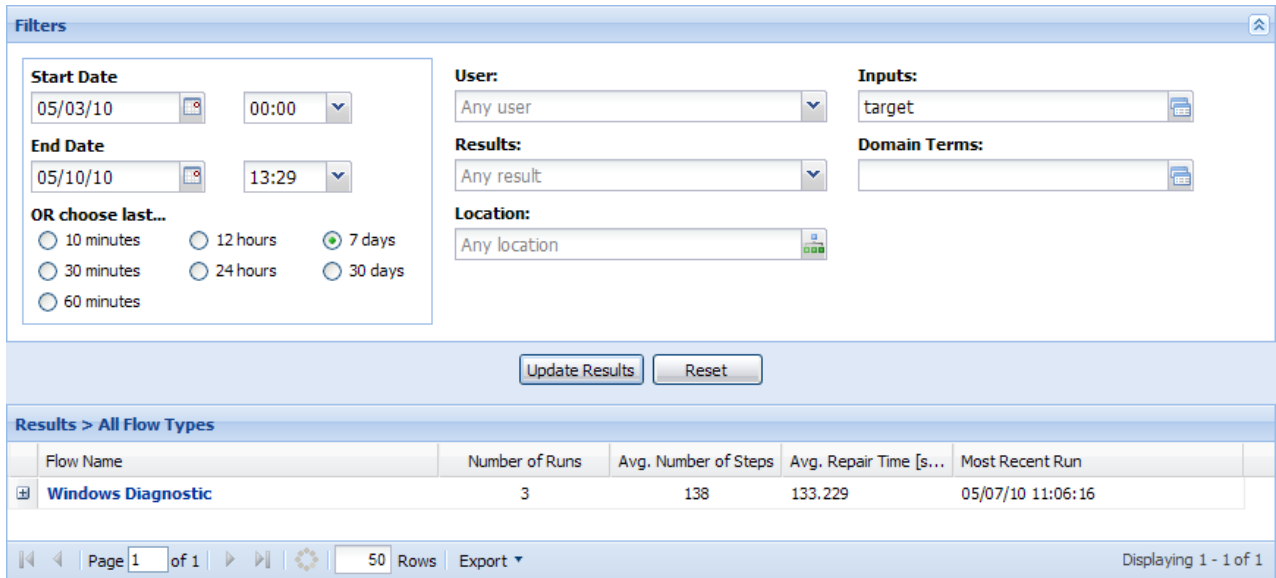 Filters
Start Date
05/03/10 00:00
End Date
05/10/10 13:29
OR choose last...
10 minutes 12 hours 7 days
30 minutes 24 hours 30 days
60 minutes
User:
Any user
Results:
Any result
Location:
Any location
Inputs:
target
Domain Terms:
Update Results Reset
Results > All Flow Types
Flow Name Number of Runs Avg. Number of Steps Avg. Repair Time [s... Most Recent Run
Windows Diagnostic 3 138 133.229 05/07/10 11:06:16
Page 1 of 1 50 Rows Export Displaying 1 - 1 of 1